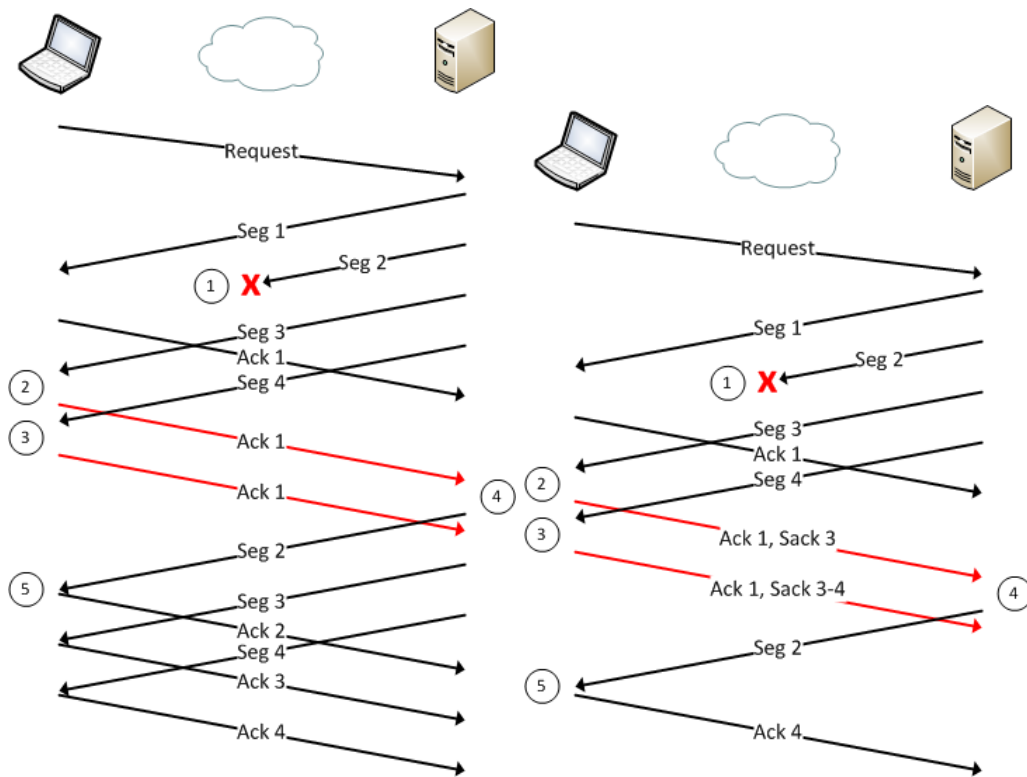 Request
Seg 1
Seg 2
1
X
Seg 3
Ack 1
Seg 4
2
3
Ack 1
Ack 1
4
Seg 2
5
Seg 3
Ack 2
Seg 4
Ack 3
Ack 4
Request
Seg 1
Seg 2
1
X
Seg 3
Ack 1
Seg 4
2
3
Ack 1, Sack 3
Ack 1, Sack 3-4
4
Seg 2
5
Ack 4